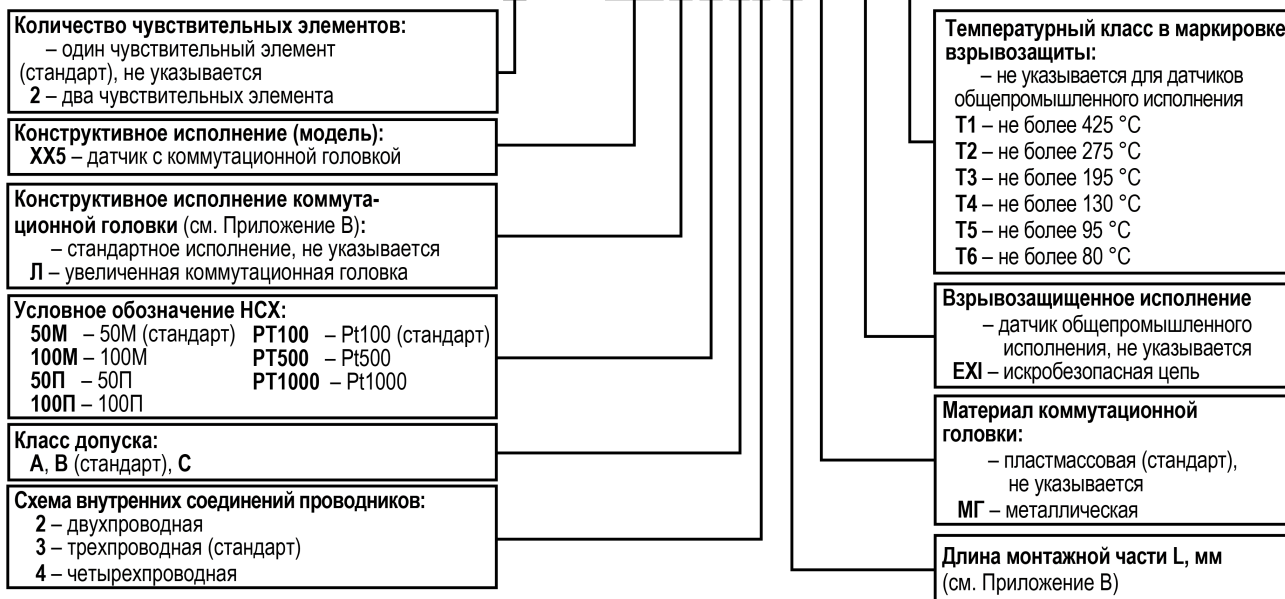 Количество чувствительных элементов:
– один чувствительный элемент
(стандарт), не указывается
2 – два чувствительных элемента
Конструктивное исполнение (модель):
ХХ5 – датчик с коммутационной головкой
Конструктивное исполнение коммута-
ционной головки (см. Приложение В):
– стандартное исполнение, не указывается
Л – увеличенная коммутационная головка
Условное обозначение НСХ:
50М – 50М (стандарт) РТ100 – Pt100 (стандарт)
100М – 100М РТ500 – Pt500
50П – 50П РТ1000 – Pt1000
100П – 100П
Класс допуска:
А, В (стандарт), С
Схема внутренних соединений проводников:
2 – двухпроводная
3 – трехпроводная (стандарт)
4 – четырехпроводная
Температурный класс в маркировке
взрывозащиты:
– не указывается для датчиков
общепромышленного исполнения
Т1 – не более 425 °С
Т2 – не более 275 °С
Т3 – не более 195 °С
Т4 – не более 130 °С
Т5 – не более 95 °С
Т6 – не более 80 °С
Взрывозащищенное исполнение
– датчик общепромышленного
исполнения, не указывается
EXI – искробезопасная цепь
Материал коммутационной
головки:
– пластмассовая (стандарт),
не указывается
МГ – металлическая
Длина монтажной части L, мм
(см. Приложение В)